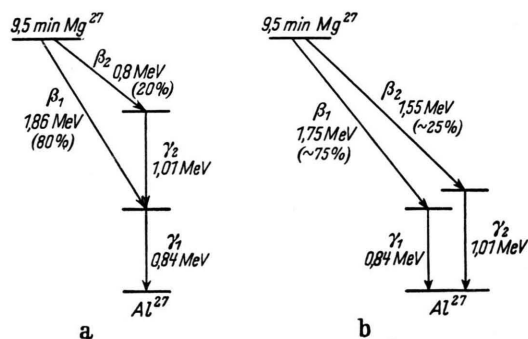 9,5 min Mg²⁷
β₂
0,8 MeV
(20%)
β₁
1,86 MeV
(80%)
γ₂
1,01 MeV
γ₁
0,84 MeV
Al²⁷
a
9,5 min Mg²⁷
β₂
1,55 MeV
(~25%)
β₁
1,75 MeV
(~75%)
γ₁
0,84 MeV
γ₂
1,01 MeV
Al²⁷
b